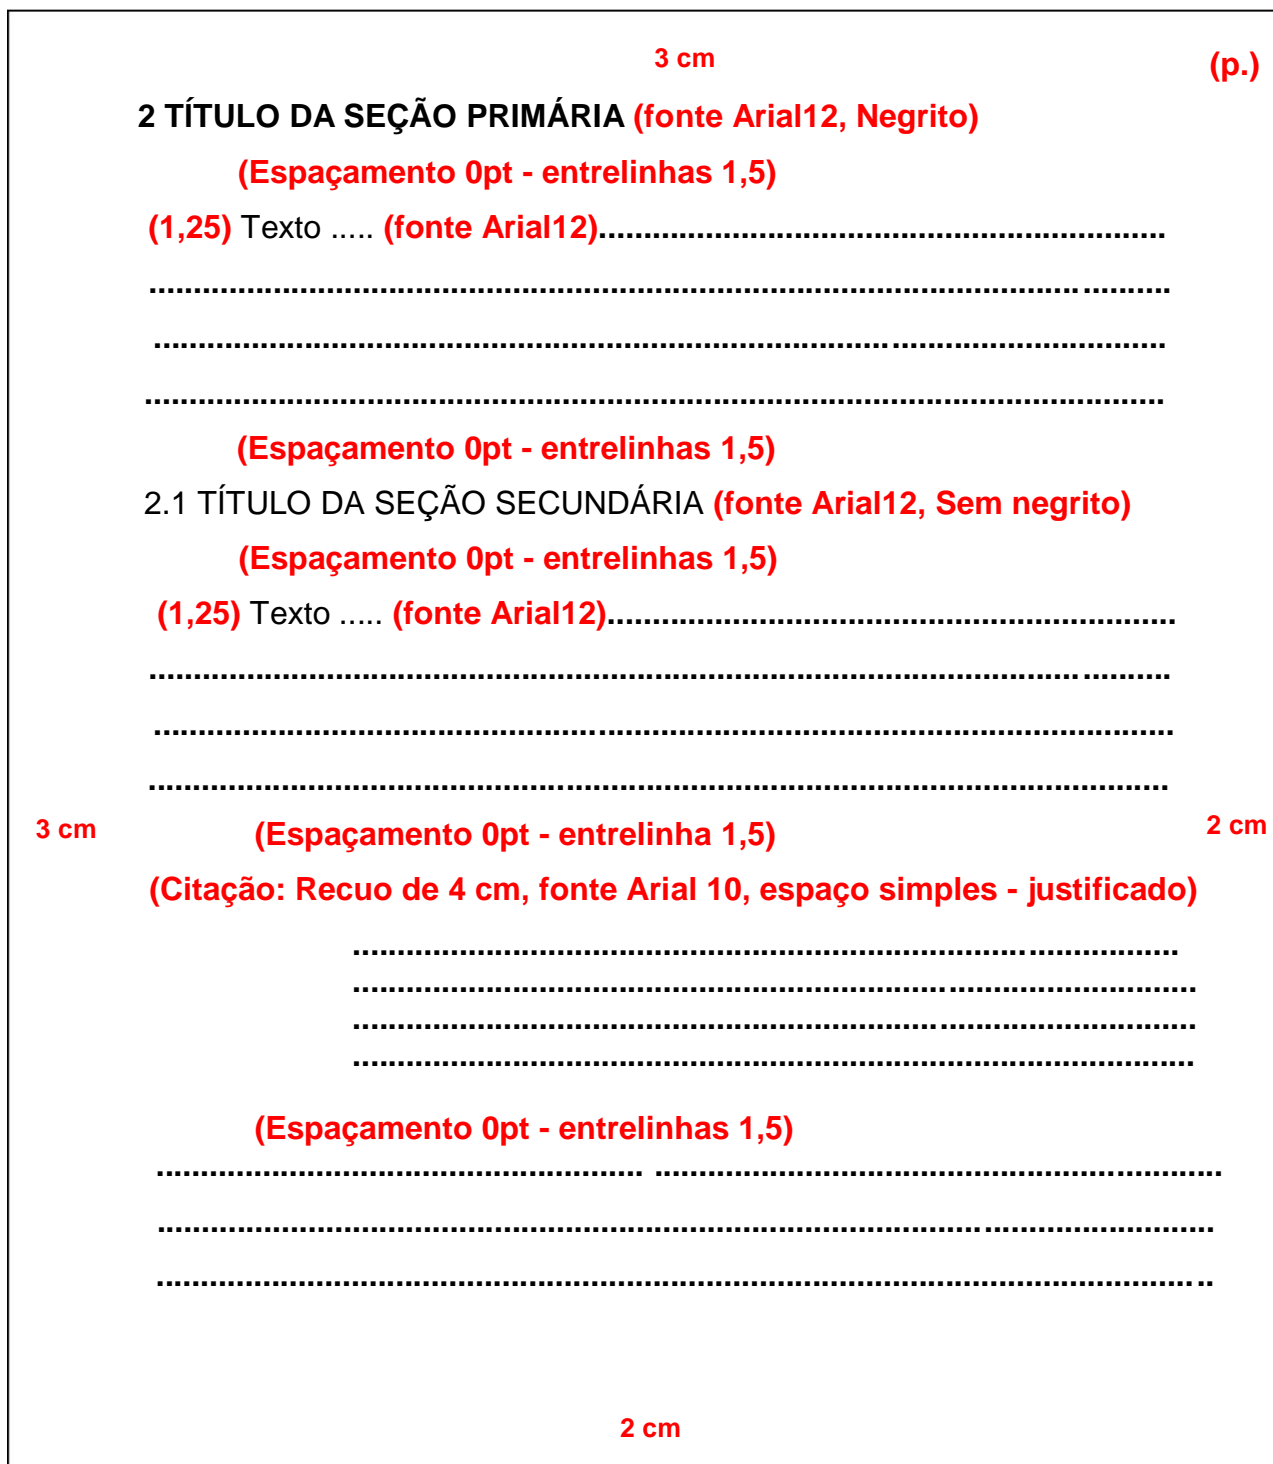 3 cm
(p.)
2 TÍTULO DA SEÇÃO PRIMÁRIA (fonte Arial12, Negrito)
(Espaçamento 0pt - entrelinhas 1,5)
(1,25) Texto ..... (fonte Arial12)...............................................................
..................................................................................................................
..................................................................................................................
..................................................................................................................
(Espaçamento 0pt - entrelinhas 1,5)
2.1 TÍTULO DA SEÇÃO SECUNDÁRIA (fonte Arial12, Sem negrito)
(Espaçamento 0pt - entrelinhas 1,5)
(1,25) Texto ..... (fonte Arial12)...............................................................
..................................................................................................................
..................................................................................................................
..................................................................................................................
3 cm
(Espaçamento 0pt - entrelinha 1,5)
2 cm
(Citação: Recuo de 4 cm, fonte Arial 10, espaço simples - justificado)
............................................................................................
..............................................................................................
..............................................................................................
..............................................................................................
(Espaçamento 0pt - entrelinhas 1,5)
...................................................... ...............................................................
......................................................................................................................
................................................................................................................... ..
2 cm